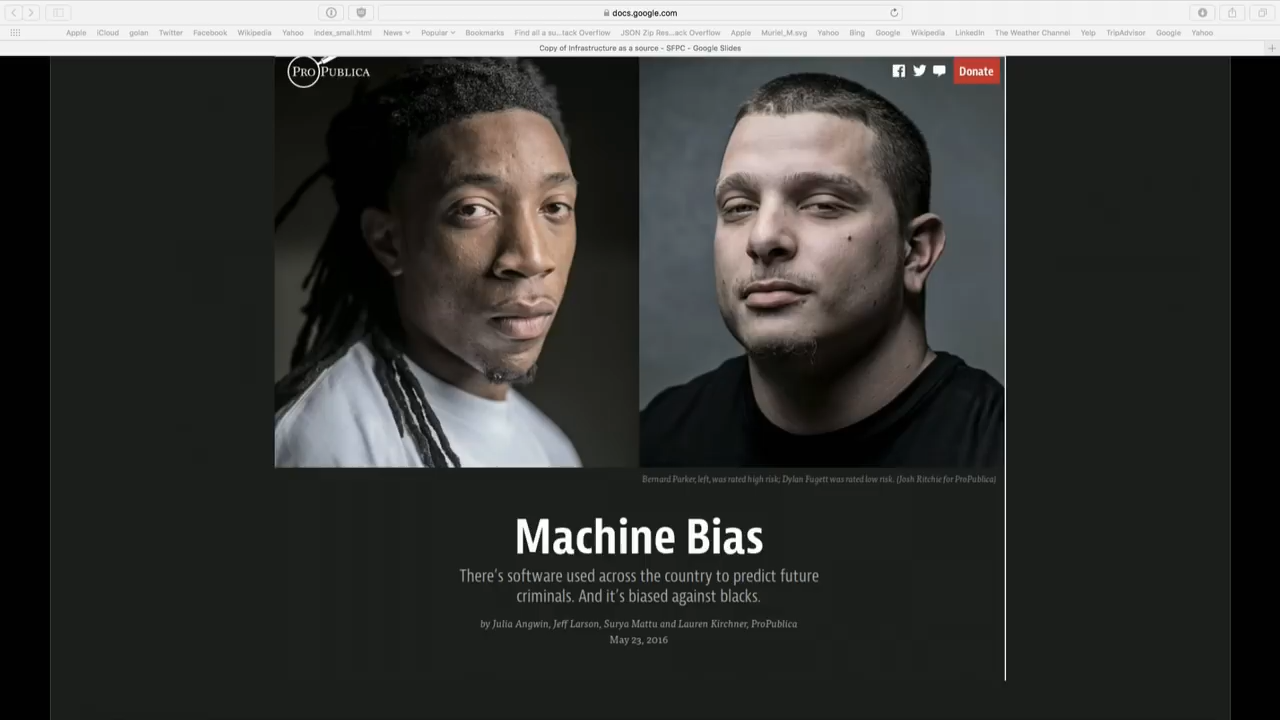 docs.google.com
Apple iCloud golan Twitter Facebook Wikipedia Yahoo index_small.html News Popular Bookmarks Find all a su...tack Overflow JSON Zip Res...ack Overflow Apple Muriel_M.svg Yahoo Bing Google Wikipedia LinkedIn The Weather Channel Yelp TripAdvisor Google Yahoo
Copy of Infrastructure as a source - SFPC - Google Slides
PROPUBLICA
Donate
Bernard Parker, left, was rated high risk; Dylan Fugett was rated low risk. (Josh Ritchie for ProPublica)
Machine Bias
There's software used across the country to predict future
criminals. And it's biased against blacks.
by Julia Angwin, Jeff Larson, Surya Mattu and Lauren Kirchner, ProPublica
May 23, 2016